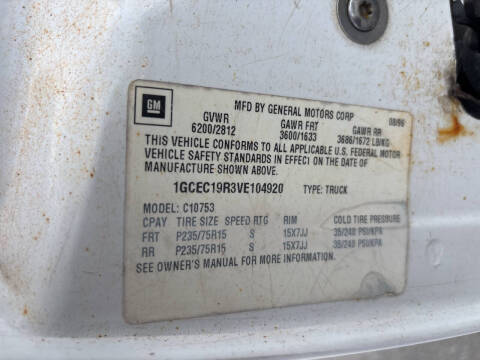 GM
MFD BY GENERAL MOTORS CORP 08/96
GVWR GAWR FRT GAWR RR
6200/2812 3600/1633 3686/1672 LB/KG
THIS VEHICLE CONFORMS TO ALL APPLICABLE U.S. FEDERAL MOTOR
VEHICLE SAFETY STANDARDS IN EFFECT ON THE DATE OF
MANUFACTURE SHOWN ABOVE.
1GCEC19R3VE104920 TYPE: TRUCK
MODEL: C10753
CPAY TIRE SIZE SPEED RTG RIM COLD TIRE PRESSURE
FRT P235/75R15 S 15X7JJ 35/240 PSI/KPA
RR P235/75R15 S 15X7JJ 35/240 PSI/KPA
SEE OWNER'S MANUAL FOR MORE INFORMATION.